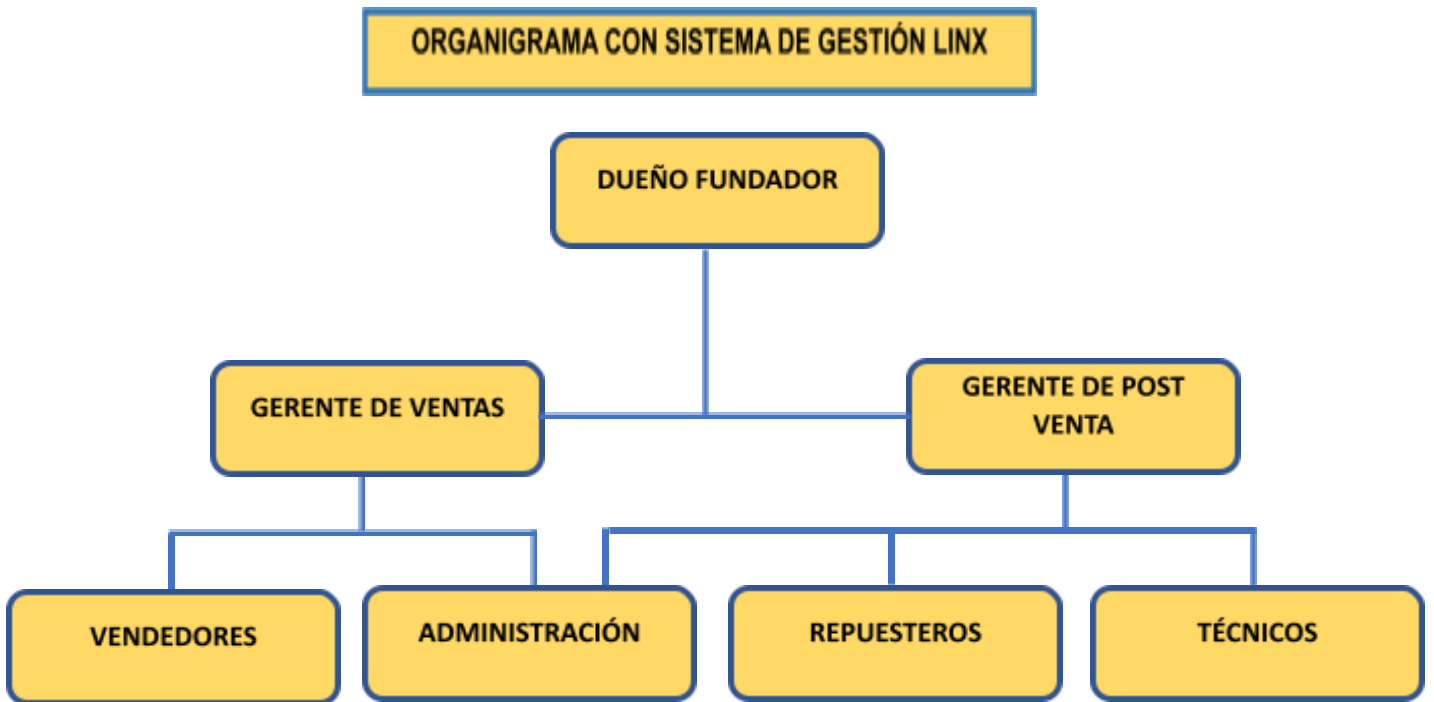 ORGANIGRAMA CON SISTEMA DE GESTIÓN LINX
DUEÑO FUNDADOR
GERENTE DE VENTAS
GERENTE DE POST
VENTA
VENDEDORES
ADMINISTRACIÓN
REPUESTEROS
TÉCNICOS